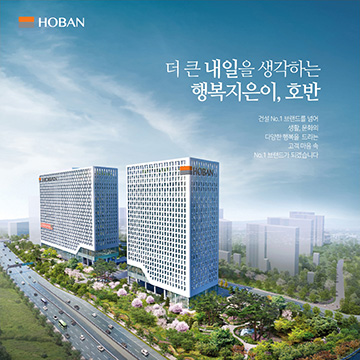 HOBAN
더 큰 내일을 생각하는
행복지은이, 호반
건설 No.1 브랜드를 넘어
생활, 문화의
다양한 행복을 드리는
고객 마음 속
No.1 브랜드가 되겠습니다
HOBAN